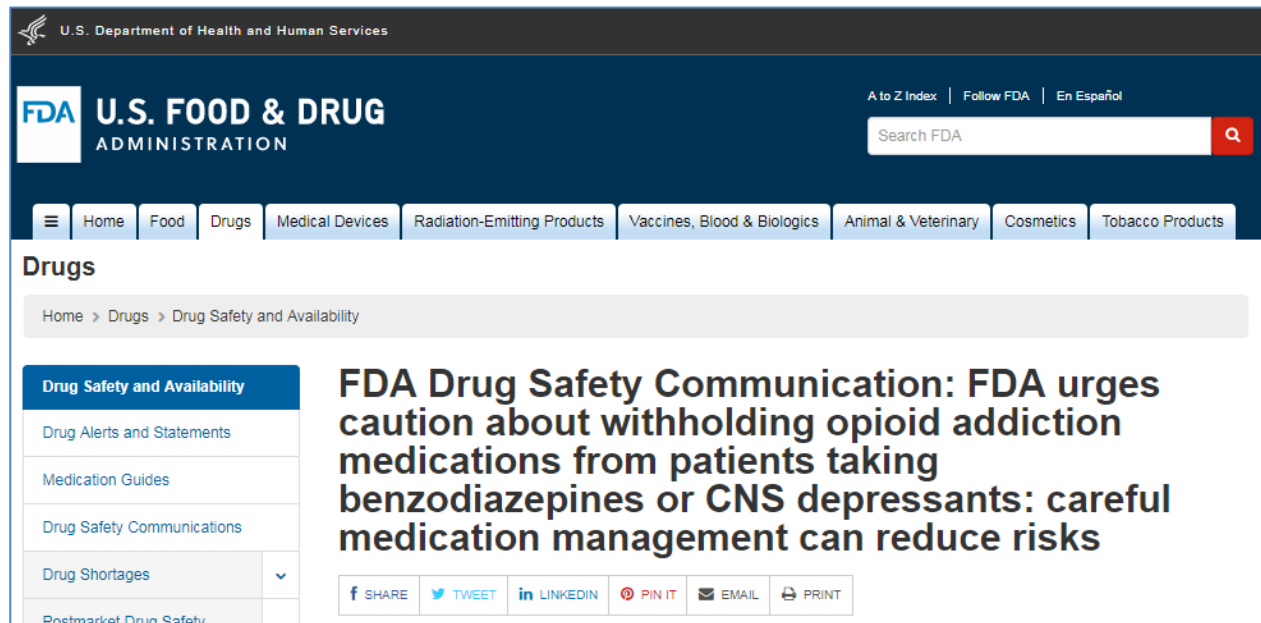 U.S. Department of Health and Human Services
FDA U.S. FOOD & DRUG
ADMINISTRATION
A to Z Index | Follow FDA | En Español
Search FDA
Home Food Drugs Medical Devices Radiation-Emitting Products Vaccines, Blood & Biologics Animal & Veterinary Cosmetics Tobacco Products
Drugs
Home > Drugs > Drug Safety and Availability
Drug Safety and Availability
Drug Alerts and Statements
Medication Guides
Drug Safety Communications
Drug Shortages
Postmarket Drug Safety
FDA Drug Safety Communication: FDA urges
caution about withholding opioid addiction
medications from patients taking
benzodiazepines or CNS depressants: careful
medication management can reduce risks
f SHARE TWEET in LINKEDIN PIN IT EMAIL PRINT